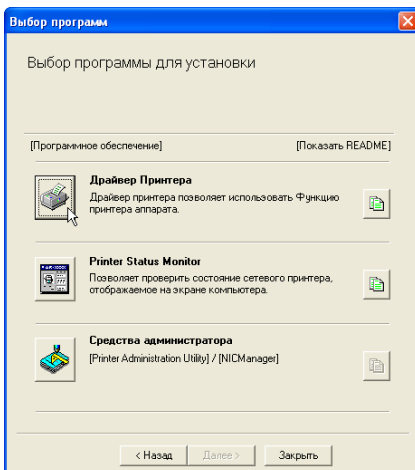 Выбор программ
Выбор программы для установки
[Программное обеспечение] [Показать README]
Драйвер Принтера
Драйвер принтера позволяет использовать Функцию
принтера аппарата.
Printer Status Monitor
Позволяет проверить состояние сетевого принтера,
отображаемое на экране компьютера.
Средства администратора
[Printer Administration Utility] / [NICManager]
< Назад Далее > Закрыть